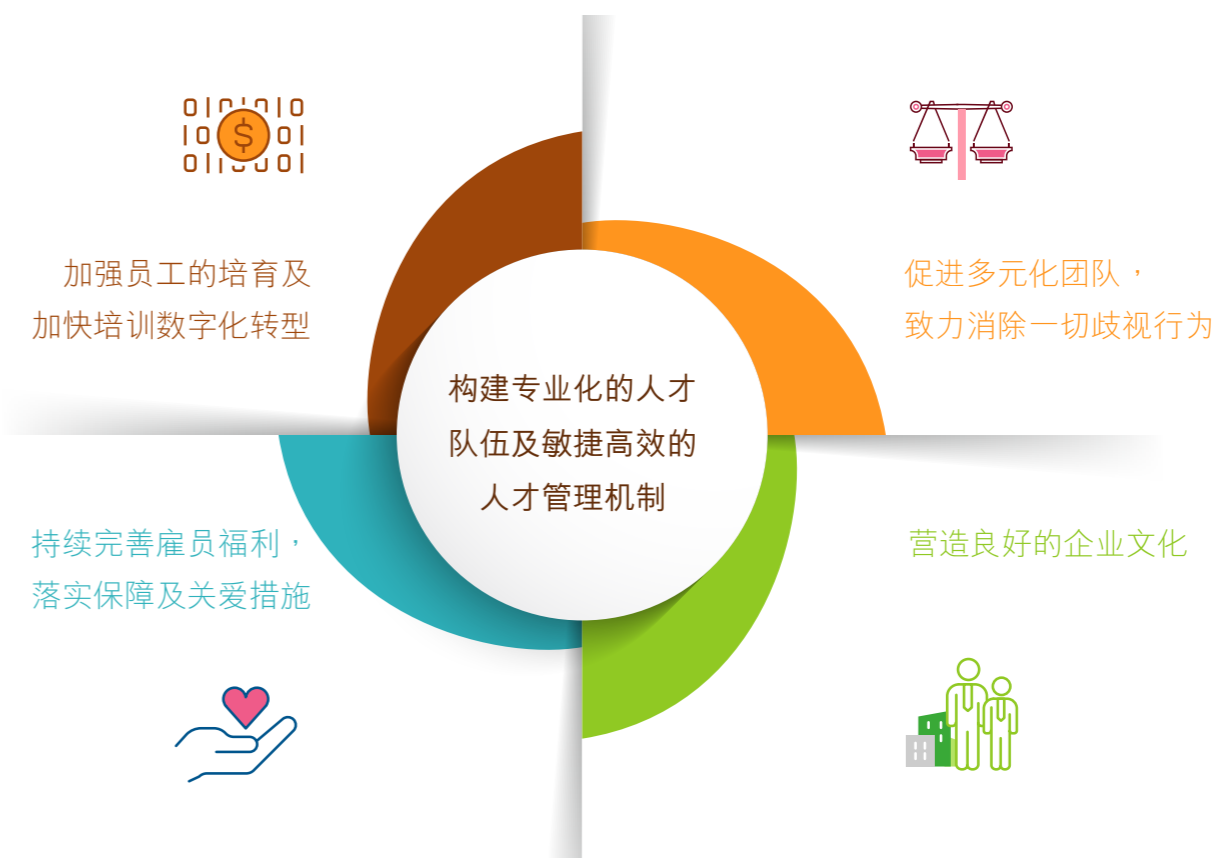 加强员工的培育及
加快培训数字化转型
促进多元化团队，
致力消除一切歧视行为
构建专业化的人才
队伍及敏捷高效的
人才管理机制
持续完善雇员福利，
落实保障及关爱措施
营造良好的企业文化